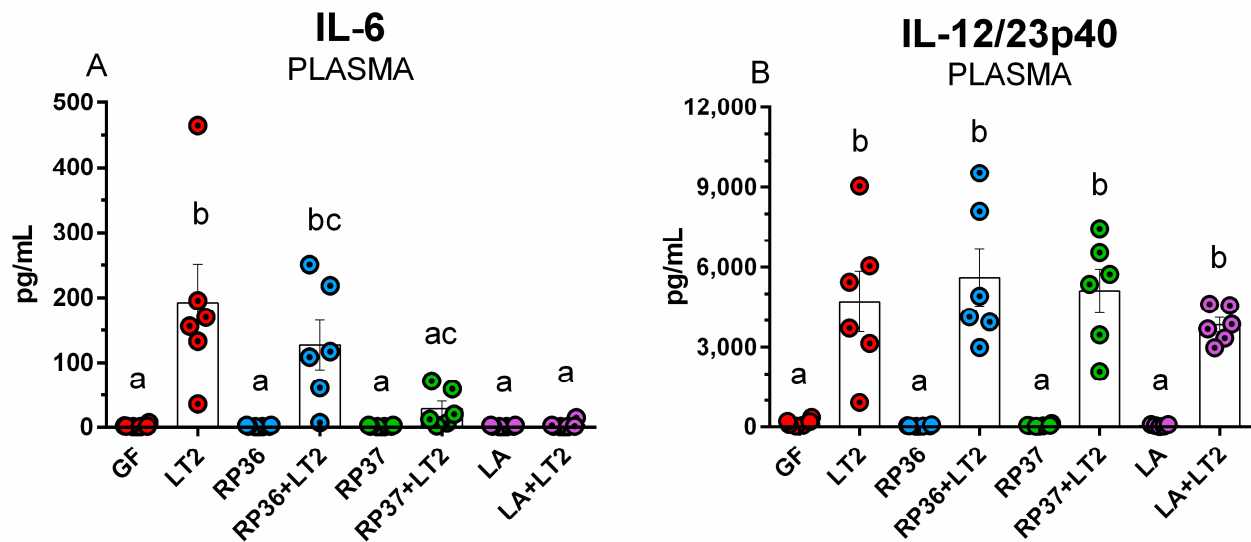 IL-6
PLASMA
A
pg/mL
500
400
300
200
100
0
a
b
a
bc
a
ac
a
a
GF
LT2
RP36
RP36+LT2
RP37
RP37+LT2
LA
LA+LT2
IL-12/23p40
PLASMA
B
pg/mL
12,000
9,000
6,000
3,000
0
a
b
a
b
a
b
a
b
GF
LT2
RP36
RP36+LT2
RP37
RP37+LT2
LA
LA+LT2